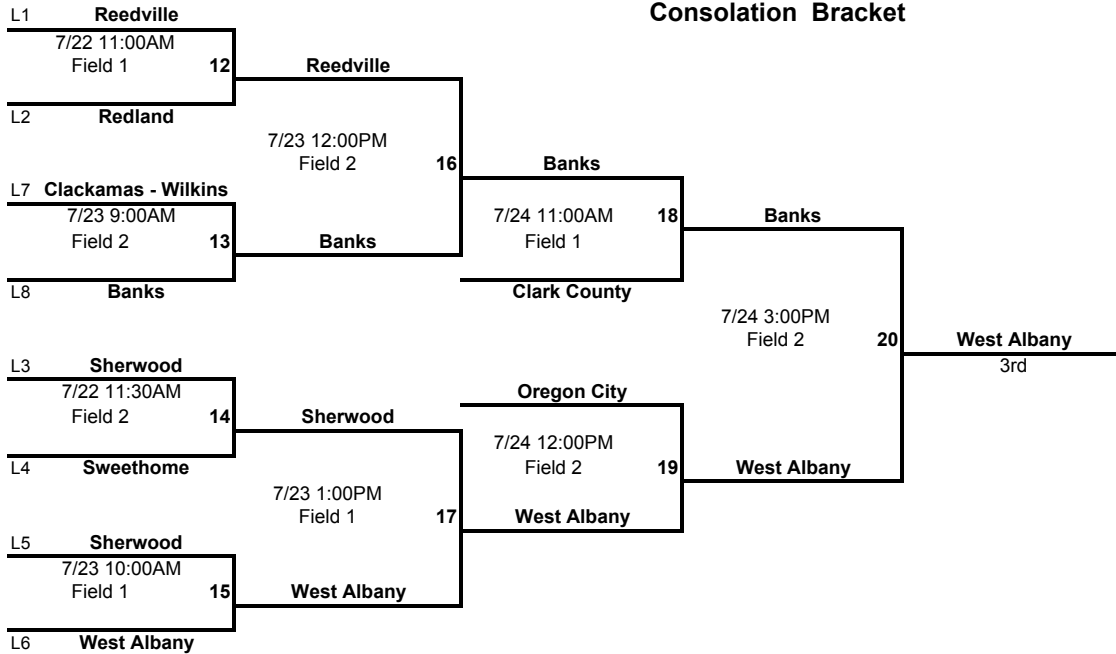 Consolation Bracket
L1 Reedville
7/22 11:00AM
Field 1 12
Reedville
L2 Redland
7/23 12:00PM
Field 2 16
Banks
L7 Clackamas - Wilkins
7/23 9:00AM
Field 2 13
Banks
L8 Banks
7/24 11:00AM 18
Field 1
Banks
Clark County
7/24 3:00PM
Field 2 20
West Albany
3rd
L3 Sherwood
7/22 11:30AM
Field 2 14
Sherwood
L4 Sweethome
Oregon City
7/24 12:00PM
Field 2 19
West Albany
7/23 1:00PM
Field 1 17
West Albany
L5 Sherwood
7/23 10:00AM
Field 1 15
West Albany
L6 West Albany